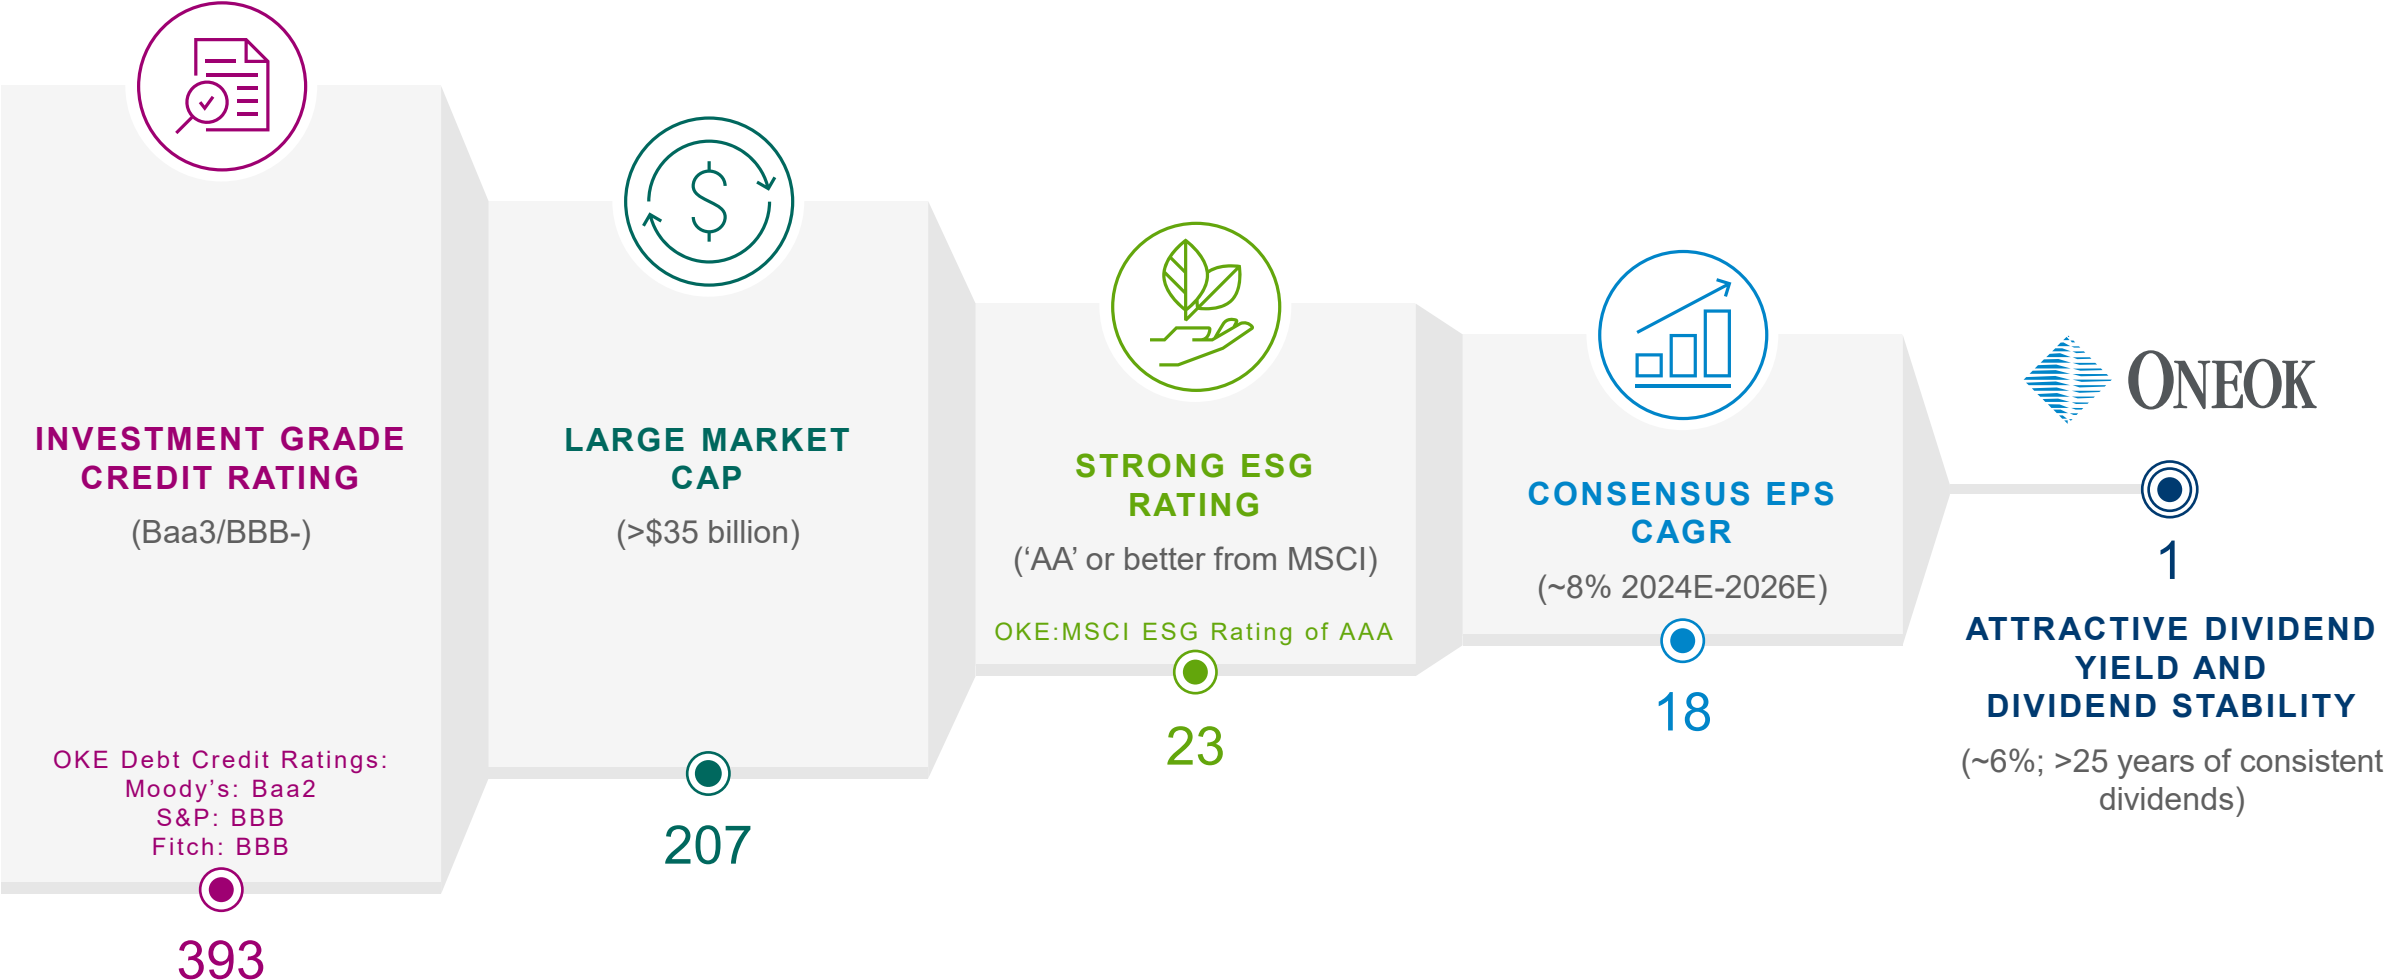 INVESTMENT GRADE
CREDIT RATING
(Baa3/BBB-)
OKE Debt Credit Ratings:
Moody’s: Baa2
S&P: BBB
Fitch: BBB
393
LARGE MARKET
CAP
(>$35 billion)
207
STRONG ESG
RATING
(‘AA’ or better from MSCI)
OKE:MSCI ESG Rating of AAA
23
CONSENSUS EPS
CAGR
(~8% 2024E-2026E)
18
ONEOK
1
ATTRACTIVE DIVIDEND
YIELD AND
DIVIDEND STABILITY
(~6%; >25 years of consistent
dividends)